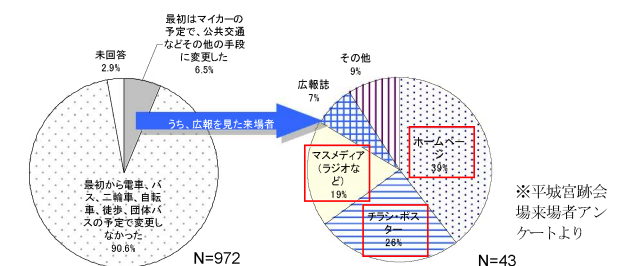 最初はマイカーの
予定で、公共交通
などその他の手段
に変更した
6.5%
未回答
2.9%
最初から電車、バ
ス、二輪車、自転
車、徒歩、団体バ
スの予定で変更し
なかった
90.6%
N=972
うち、広報を見た来場者
その他
9%
広報誌
7%
マスメディア
(ラジオな
ど)
19%
ホームペー
ジ
39%
チラシ・ポス
ター
26%
N=43
※平城宮跡会
場来場者アン
ケートより